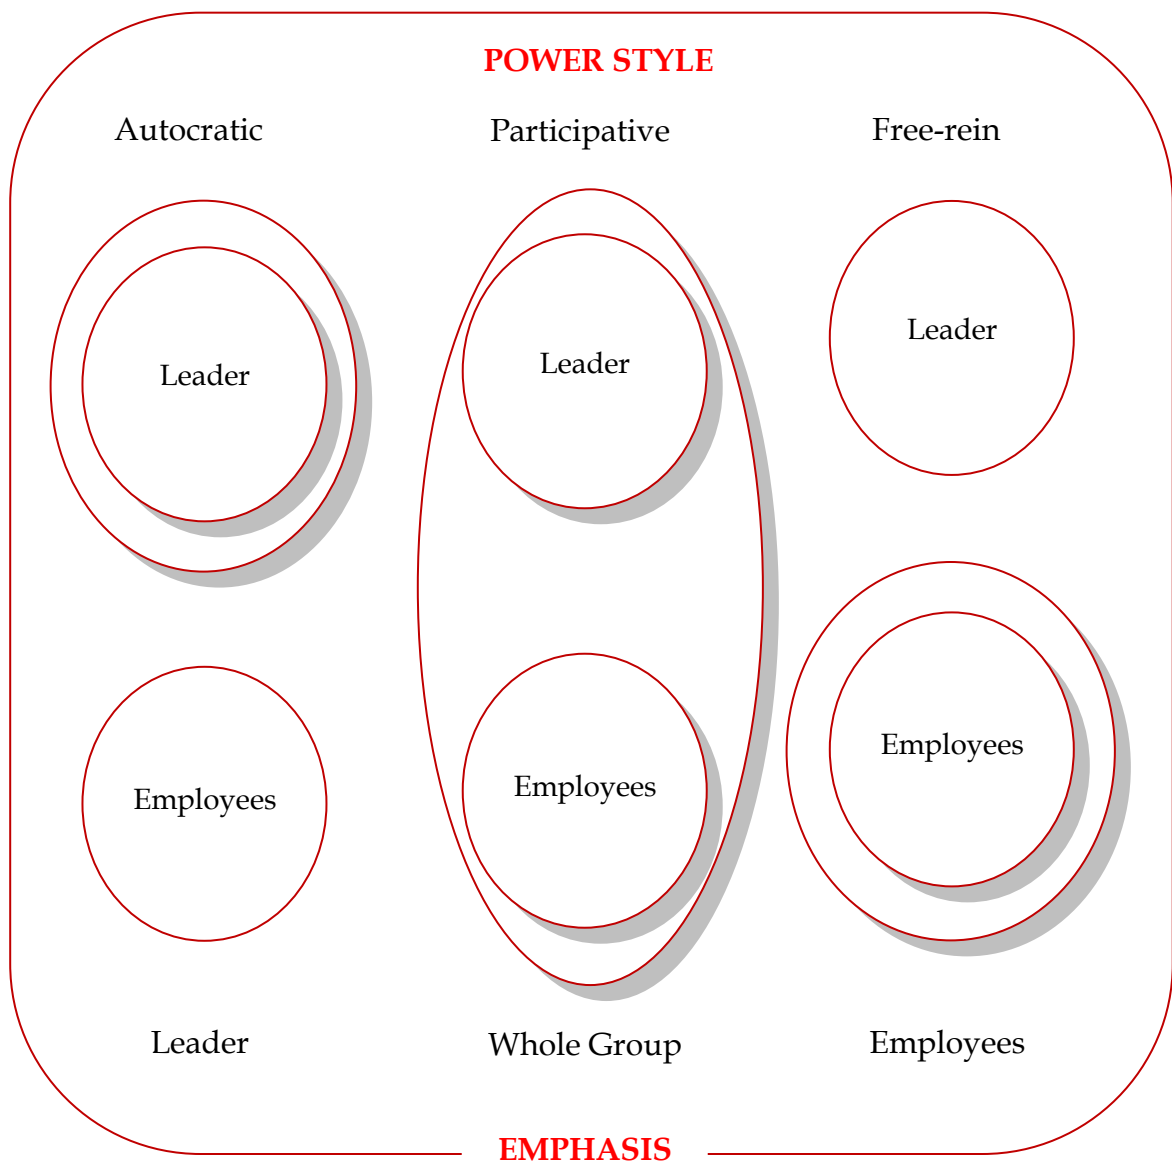 POWER STYLE
Autocratic
Participative
Free-rein
Leader
Leader
Leader
Employees
Employees
Employees
Leader
Whole Group
Employees
EMPHASIS